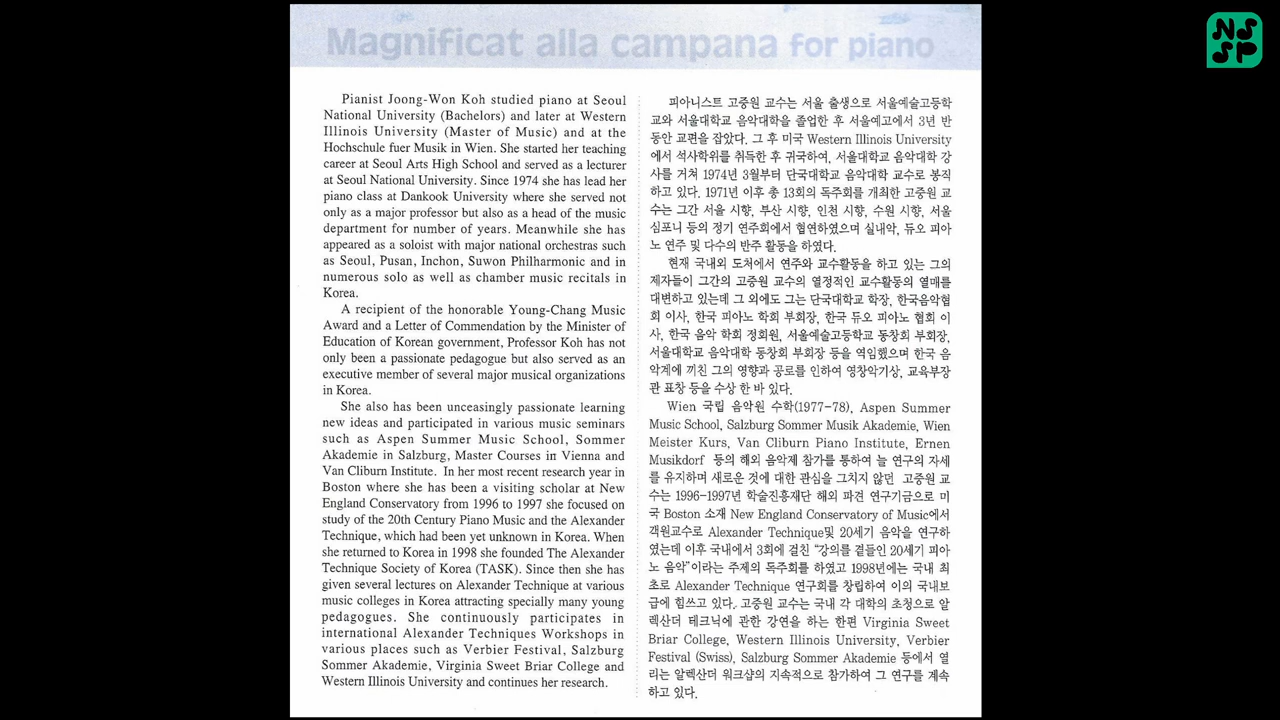 Magnificat alla campana for piano
NSSP
Pianist Joong-Won Koh studied piano at Seoul
National University (Bachelors) and later at Western
Illinois University (Master of Music) and at the
Hochschule fuer Musik in Wien. She started her teaching
career at Seoul Arts High School and served as a lecturer
at Seoul National University. Since 1974 she has lead her
piano class at Dankook University where she served not
only as a major professor but also as a head of the music
department for number of years. Meanwhile she has
appeared as a soloist with major national orchestras such
as Seoul, Pusan, Inchon, Suwon Philharmonic and in
numerous solo as well as chamber music recitals in
Korea.
A recipient of the honorable Young-Chang Music
Award and a Letter of Commendation by the Minister of
Education of Korean government, Professor Koh has not
only been a passionate pedagogue but also served as an
executive member of several major musical organizations
in Korea.
She also has been unceasingly passionate learning
new ideas and participated in various music seminars
such as Aspen Summer Music School, Sommer
Akademie in Salzburg, Master Courses in Vienna and
Van Cliburn Institute. In her most recent research year in
Boston where she has been a visiting scholar at New
England Conservatory from 1996 to 1997 she focused on
study of the 20th Century Piano Music and the Alexander
Technique, which had been yet unknown in Korea. When
she returned to Korea in 1998 she founded The Alexander
Technique Society of Korea (TASK). Since then she has
given several lectures on Alexander Technique at various
music colleges in Korea attracting specially many young
pedagogues. She continuously participates in
international Alexander Techniques Workshops in
various places such as Verbier Festival, Salzburg
Sommer Akademie, Virginia Sweet Briar College and
Western Illinois University and continues her research.
피아니스트 고중원 교수는 서울 출생으로 서울예술고등학
교와 서울대학교 음악대학을 졸업한 후 서울예고에서 3년 반
동안 교편을 잡았다. 그 후 미국 Western Illinois University
에서 석사학위를 취득한 후 귀국하여, 서울대학교 음악대학 강
사를 거쳐 1974년 3월부터 단국대학교 음악대학 교수로 봉직
하고 있다. 1971년 이후 총 13회의 독주회를 개최한 고중원 교
수는 그간 서울 시향, 부산 시향, 인천 시향, 수원 시향, 서울
심포니 등의 정기 연주회에서 협연하였으며 실내악, 듀오 피아
노 연주 및 다수의 반주 활동을 하였다.
현재 국내외 도처에서 연주와 교수활동을 하고 있는 그의
제자들이 그간의 고중원 교수의 열정적인 교수활동의 열매를
대변하고 있는데 그 외에도 그는 단국대학교 학장, 한국음악협
회 이사, 한국 피아노 학회 부회장, 한국 듀오 피아노 협회 이
사, 한국 음악 학회 정회원, 서울예술고등학교 동창회 부회장,
서울대학교 음악대학 동창회 부회장 등을 역임했으며 한국 음
악계에 끼친 그의 영향과 공로를 인하여 영창악기상, 교육부장
관 표창 등을 수상 한 바 있다.
Wien 국립 음악원 수학(1977-78), Aspen Summer
Music School, Salzburg Sommer Musik Akademie, Wien
Meister Kurs, Van Cliburn Piano Institute, Ernen
Musikdorf 등의 해외 음악제 참가를 통하여 늘 연구의 자세
를 유지하며 새로운 것에 대한 관심을 그치지 않던 고중원 교
수는 1996-1997년 학술진흥재단 해외 파견 연구기금으로 미
국 Boston 소재 New England Conservatory of Music에서
객원교수로 Alexander Technique및 20세기 음악을 연구하
였는데 이후 국내에서 3회에 걸친 "강의를 곁들인 20세기 피아
노 음악"이라는 주제의 독주회를 하였고 1998년에는 국내 최
초로 Alexander Technique 연구회를 창립하여 이의 국내보
급에 힘쓰고 있다. 고중원 교수는 국내 각 대학의 초청으로 알
렉산더 테크닉에 관한 강연을 하는 한편 Virginia Sweet
Briar College, Western Illinois University, Verbier
Festival (Swiss), Salzburg Sommer Akademie 등에서 열
리는 알렉산더 워크샵의 지속적으로 참가하여 그 연구를 계속
하고 있다.